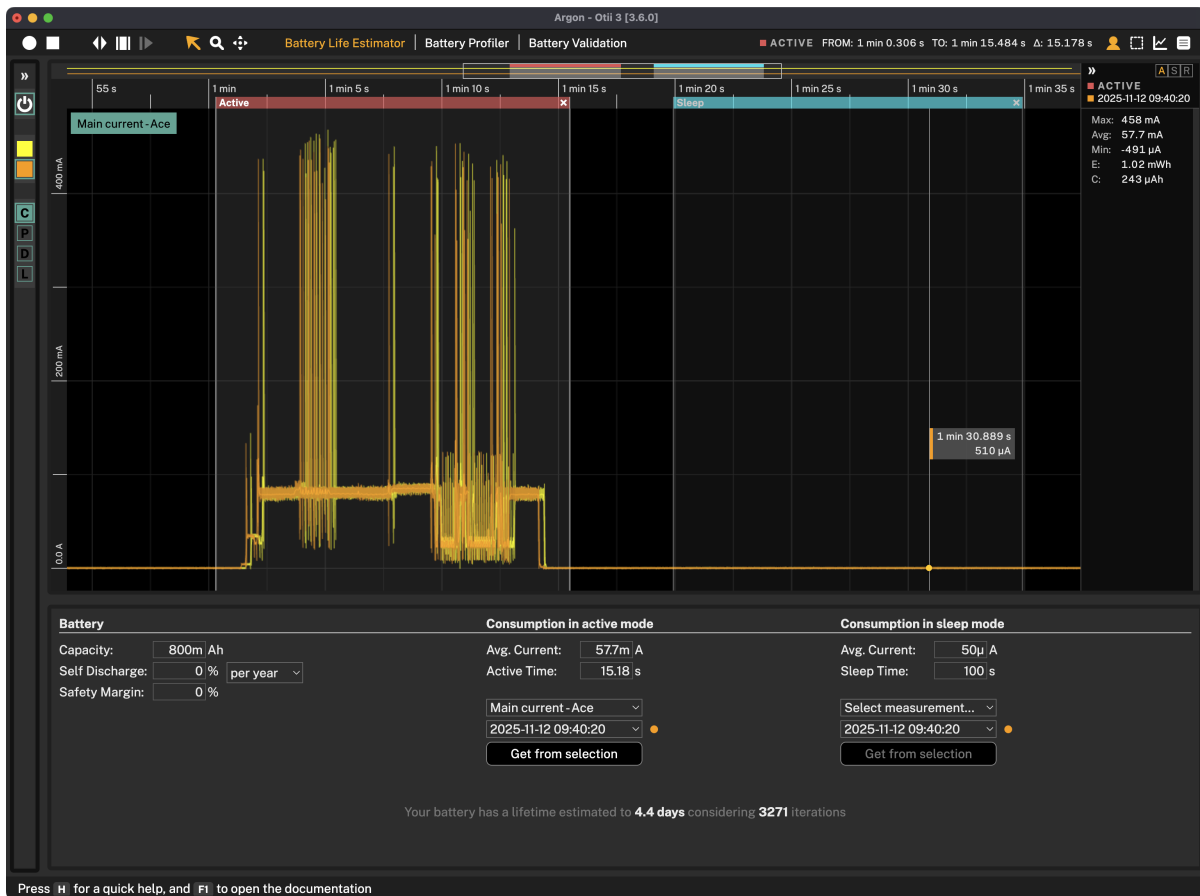 Argon - Otii 3 [3.6.0]
Battery Life Estimator | Battery Profiler | Battery Validation
ACTIVE FROM: 1 min 0.306 s TO: 1 min 15.484 s Δ: 15.178 s
55 s 1 min 1 min 5 s 1 min 10 s 1 min 15 s 1 min 20 s 1 min 25 s 1 min 30 s 1 min 35 s
Active
Sleep
Main current - Ace
400 mA
200 mA
0.0 A
C
P
D
L
1 min 30.889 s
510 µA
A S R
ACTIVE
2025-11-12 09:40:20
Max: 458 mA
Avg: 57.7 mA
Min: -491 µA
E: 1.02 mWh
C: 243 µAh
Battery
Capacity: 800m Ah
Self Discharge: 0 % per year
Safety Margin: 0 %
Consumption in active mode
Avg. Current: 57.7m A
Active Time: 15.18 s
Main current - Ace
2025-11-12 09:40:20
Get from selection
Consumption in sleep mode
Avg. Current: 50µ A
Sleep Time: 100 s
Select measurement...
2025-11-12 09:40:20
Get from selection
Your battery has a lifetime estimated to 4.4 days considering 3271 iterations
Press H for a quick help, and F1 to open the documentation